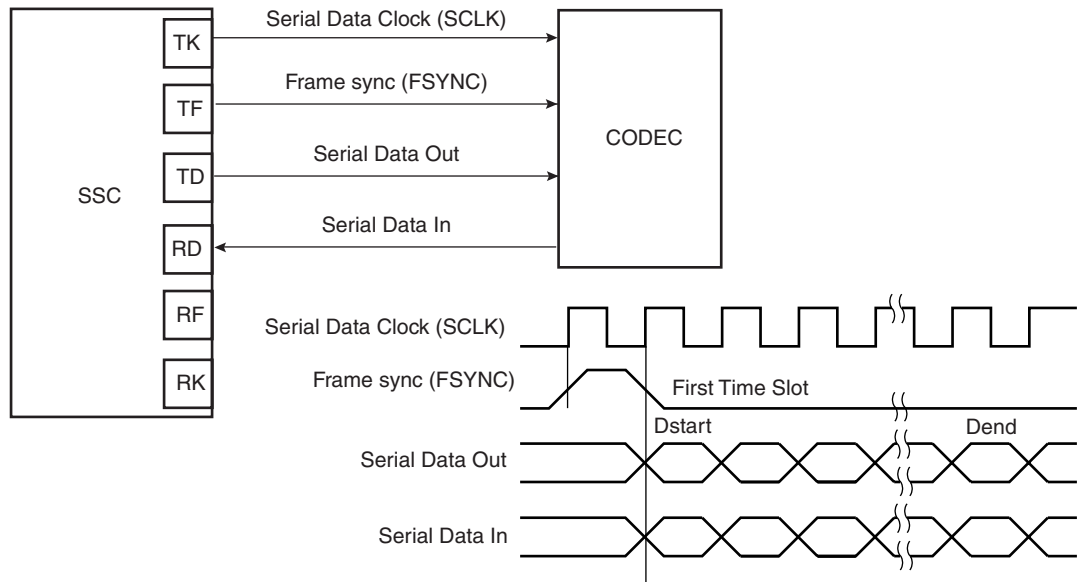 Serial Data Clock (SCLK)
TK
Frame sync (FSYNC)
TF
CODEC
Serial Data Out
TD
SSC
Serial Data In
RD
RF
Serial Data Clock (SCLK)
RK
Frame sync (FSYNC)
First Time Slot
Dstart
Dend
Serial Data Out
Serial Data In